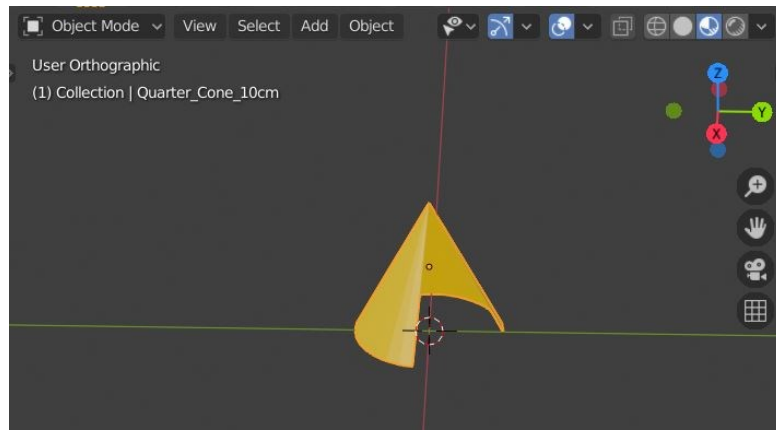 Object Mode View Select Add Object
User Orthographic
(1) Collection | Quarter_Cone_10cm
Z
Y
X